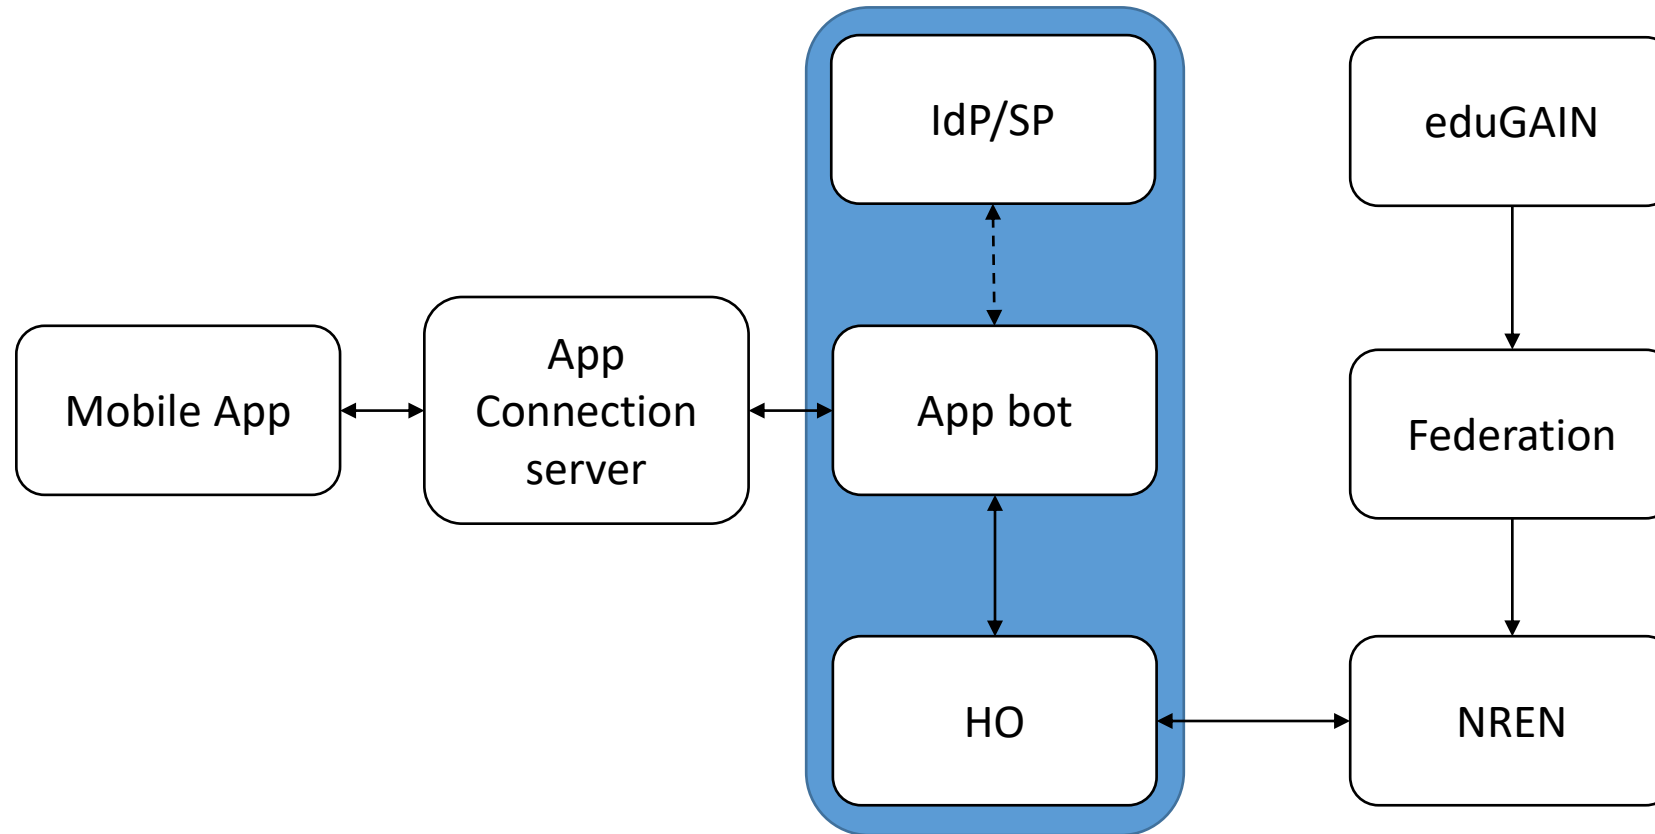 IdP/SP
eduGAIN
Mobile App
App
Connection
server
App bot
Federation
HO
NREN